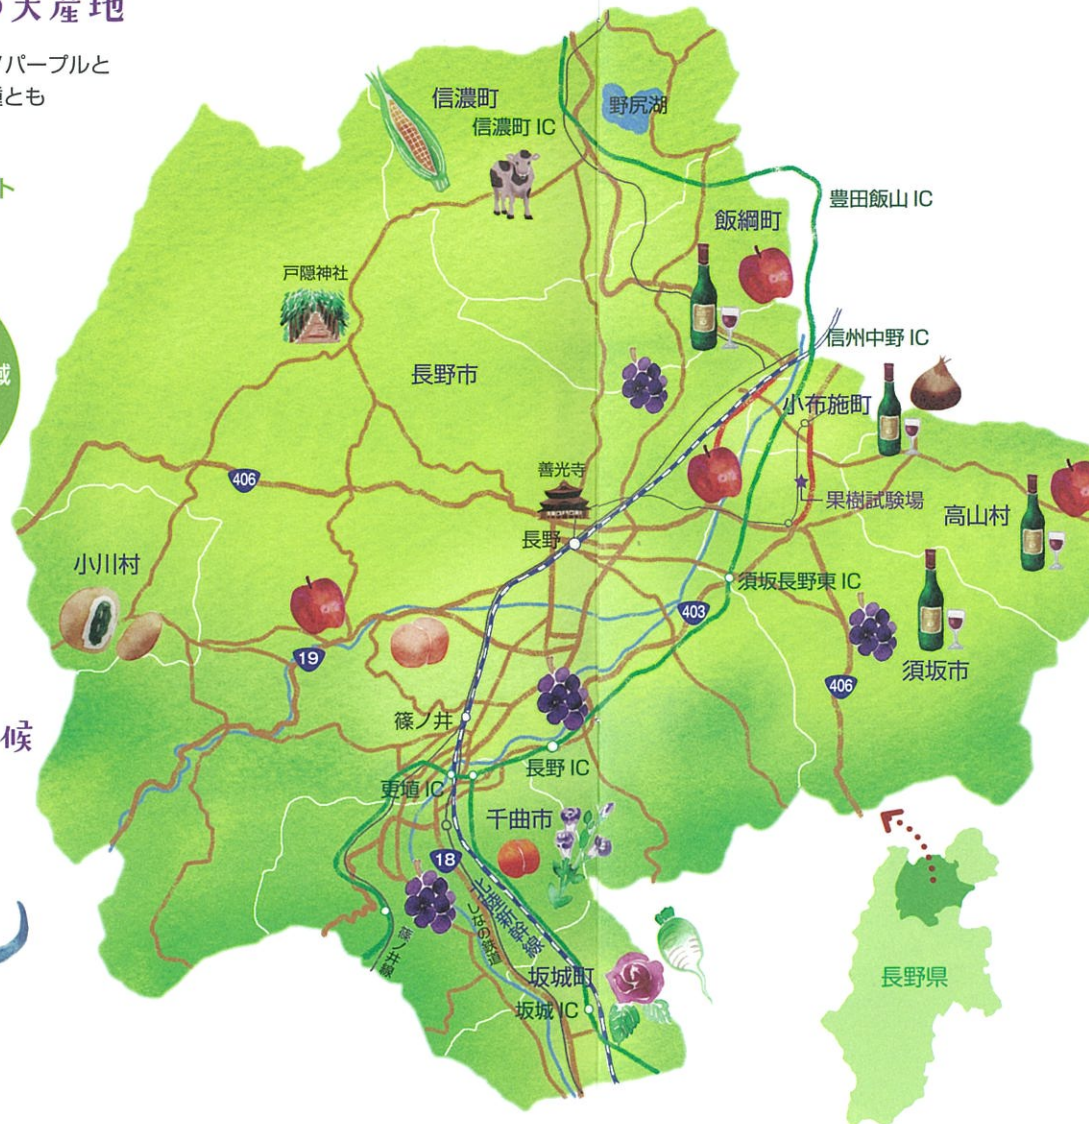 大産地
パープルと
種とも
ト
域
候
信濃町
信濃町 IC
野尻湖
豊田飯山 IC
飯綱町
戸隠神社
信州中野 IC
長野市
小布施町
406
善光寺
果樹試験場
高山村
長野
小川村
須坂長野東 IC
403
19
須坂市
406
篠ノ井
長野 IC
更埴 IC
千曲市
18
北陸新幹線
しなの鉄道
篠ノ井線
坂城町
坂城 IC
長野県